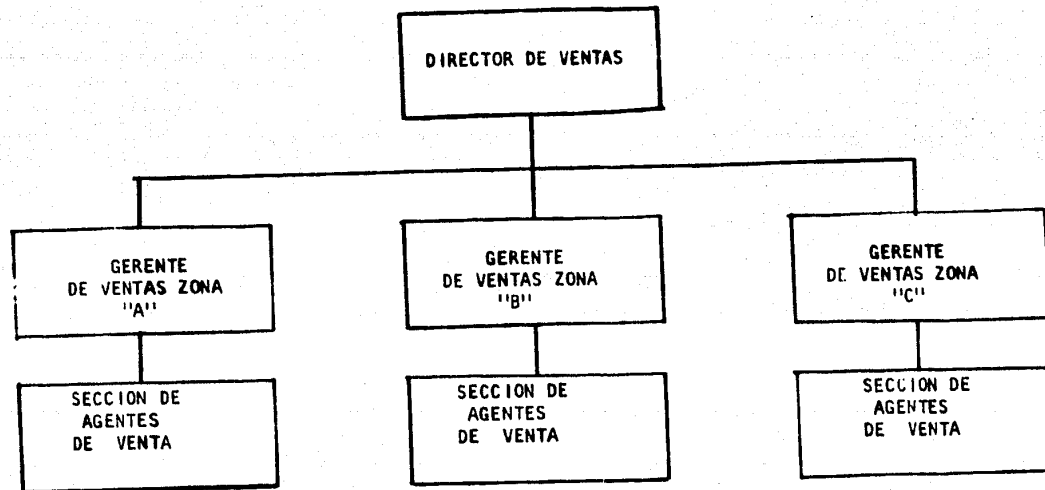 DIRECTOR DE VENTAS
GERENTE
DE VENTAS ZONA
"A"
GERENTE
DE VENTAS ZONA
"B"
GERENTE
DE VENTAS ZONA
"C"
SECCION DE
AGENTES
DE VENTA
SECCION DE
AGENTES
DE VENTA
SECCION DE
AGENTES
DE VENTA